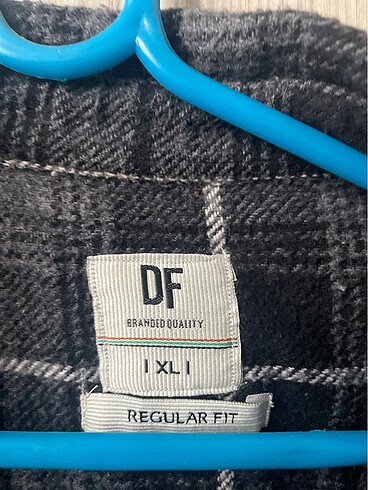 DF
BRANDED QUALITY
| XL |
REGULAR FIT